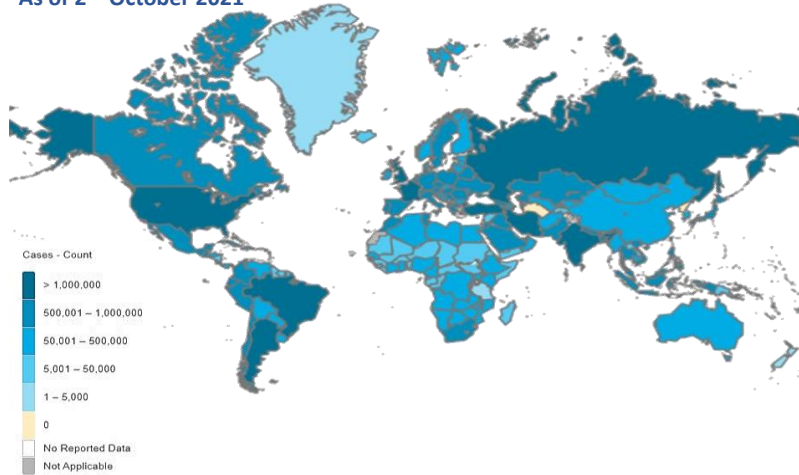 As of 2 October 2021
Cases - Count
> 1,000,000
500,001 – 1,000,000
50,001 – 500,000
5,001 – 50,000
1 – 5,000
0
No Reported Data
Not Applicable